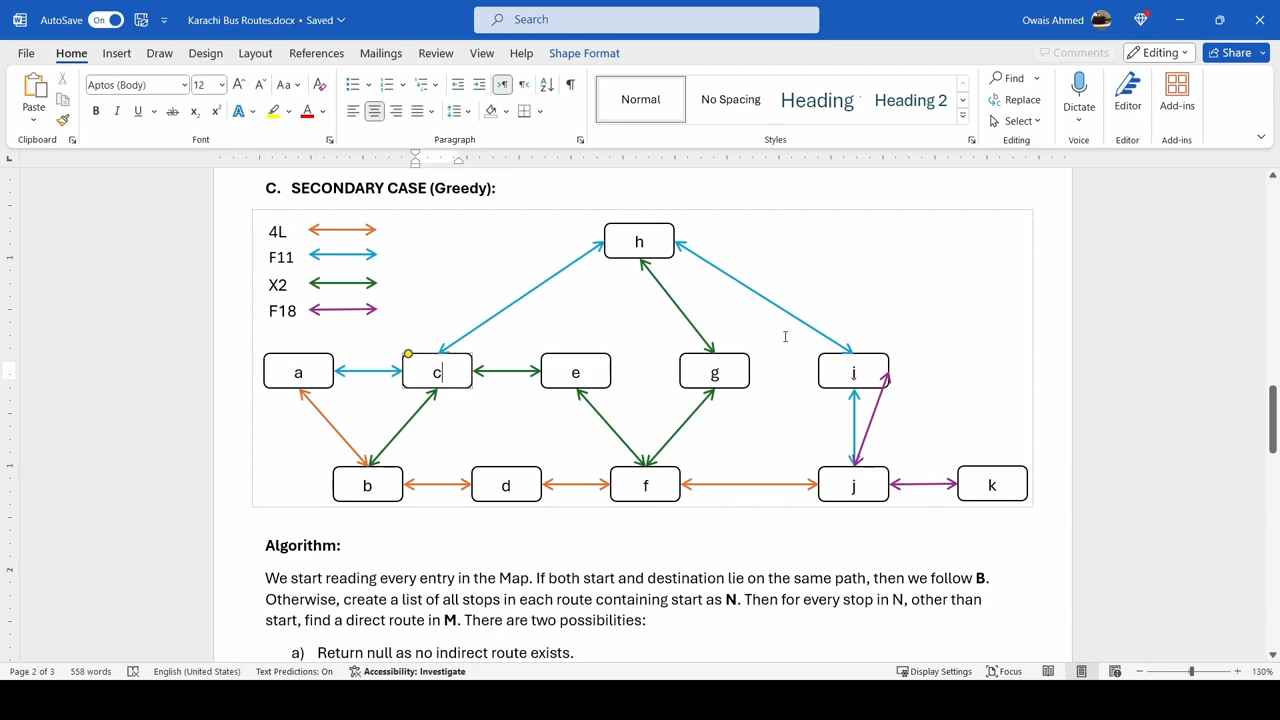 AutoSave On Karachi Bus Routes.docx • Saved Search Owais Ahmed
File Home Insert Draw Design Layout References Mailings Review View Help Shape Format Comments Editing Share
Paste Aptos (Body) 12 Normal No Spacing Heading Heading 2 Find Replace Select Dictate Editor Add-ins
Clipboard Font Paragraph Styles Editing Voice Editor Add-ins
C. SECONDARY CASE (Greedy):
4L
F11
X2
F18
h
a c e g i
b d f j k
Algorithm:
We start reading every entry in the Map. If both start and destination lie on the same path, then we follow B.
Otherwise, create a list of all stops in each route containing start as N. Then for every stop in N, other than
start, find a direct route in M. There are two possibilities:
a) Return null as no indirect route exists.
Page 2 of 3 558 words English (United States) Text Predictions: On Accessibility: Investigate Display Settings Focus 130%